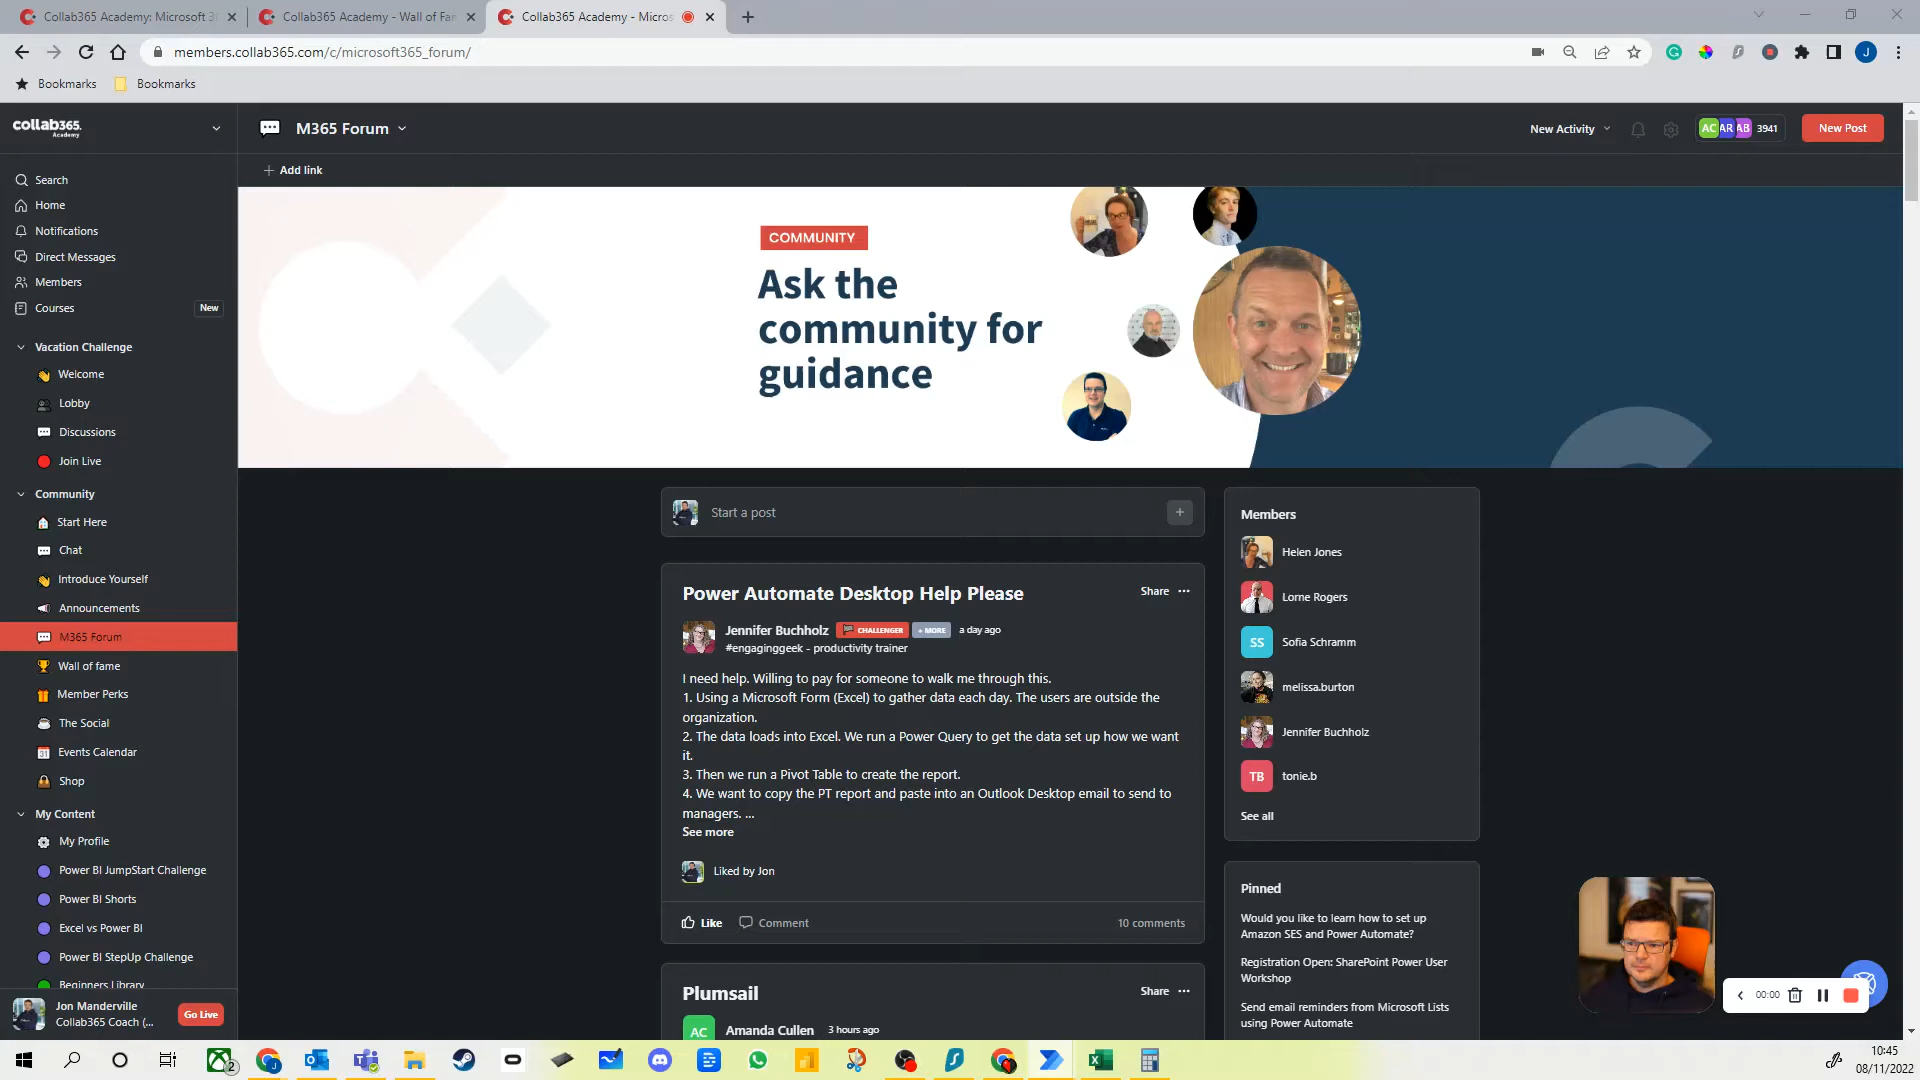 Collab365 Academy: Microsoft 3
Collab365 Academy - Wall of Fan
Collab365 Academy - Micros
members.collab365.com/c/microsoft365_forum/
J
Bookmarks
Bookmarks
collab365.
Academy
M365 Forum
New Activity
AC AR AB 3941
New Post
Add link
Search
Home
Notifications
Direct Messages
Members
Courses
New
Vacation Challenge
Welcome
Lobby
Discussions
Join Live
Community
Start Here
Chat
Introduce Yourself
Announcements
M365 Forum
Wall of fame
Member Perks
The Social
Events Calendar
Shop
My Content
My Profile
Power BI JumpStart Challenge
Power BI Shorts
Excel vs Power BI
Power BI StepUp Challenge
Beginners Library
Jon Manderville
Collab365 Coach (...
Go Live
COMMUNITY
Ask the
community for
guidance
Start a post
Power Automate Desktop Help Please
Share
Jennifer Buchholz CHALLENGER + MORE a day ago
#engaginggeek - productivity trainer
I need help. Willing to pay for someone to walk me through this.
1. Using a Microsoft Form (Excel) to gather data each day. The users are outside the
organization.
2. The data loads into Excel. We run a Power Query to get the data set up how we want
it.
3. Then we run a Pivot Table to create the report.
4. We want to copy the PT report and paste into an Outlook Desktop email to send to
managers. ...
See more
Liked by Jon
Like
Comment
10 comments
Plumsail
Share
AC
Amanda Cullen 3 hours ago
Members
Helen Jones
Lorne Rogers
SS Sofia Schramm
melissa.burton
Jennifer Buchholz
TB tonie.b
See all
Pinned
Would you like to learn how to set up
Amazon SES and Power Automate?
Registration Open: SharePoint Power User
Workshop
Send email reminders from Microsoft Lists
using Power Automate
00:00
2
10:45
08/11/2022